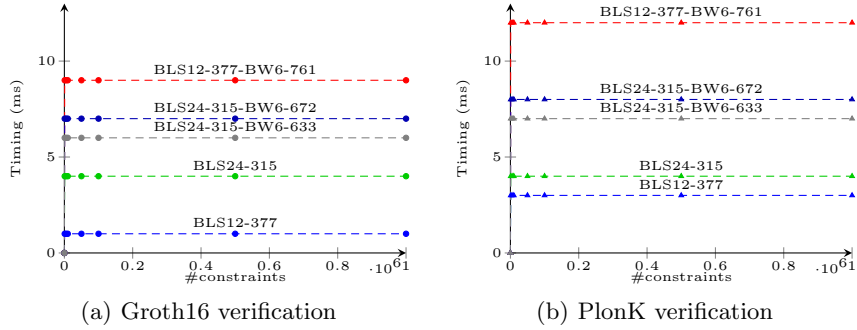 BLS12-377-BW6-761
BLS24-315-BW6-672
BLS24-315-BW6-633
BLS24-315
BLS12-377
Timing (ms)
10
5
0
0 0.2 0.4 0.6 0.8 1
·10^6
#constraints
(a) Groth16 verification
BLS12-377-BW6-761
BLS24-315-BW6-672
BLS24-315-BW6-633
BLS24-315
BLS12-377
Timing (ms)
10
5
0
0 0.2 0.4 0.6 0.8 1
·10^6
#constraints
(b) PlonK verification